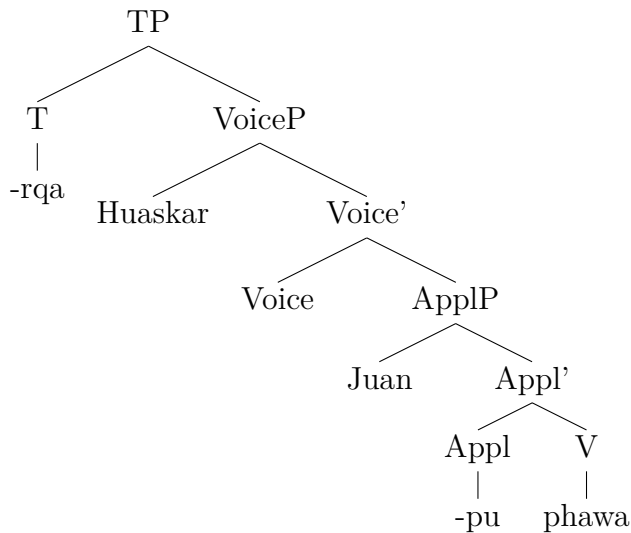 TP
T VoiceP
-rqa Huaskar Voice'
Voice ApplP
Juan Appl'
Appl V
-pu phawa